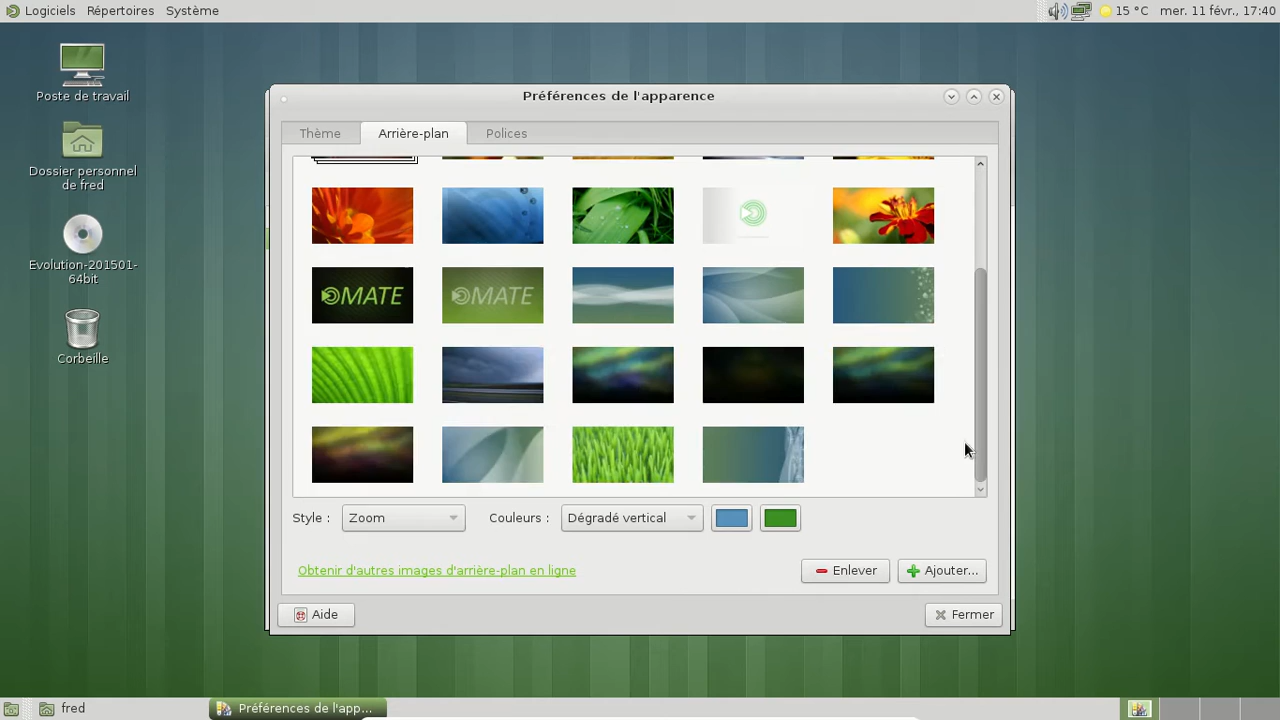 Logiciels Répertoires Système
15 °C mer. 11 févr., 17:40
Poste de travail
Dossier personnel
de fred
Evolution-201501-
64bit
Corbeille
Préférences de l'apparence
Thème Arrière-plan Polices
MATE MATE
Style : Zoom Couleurs : Dégradé vertical
Obtenir d'autres images d'arrière-plan en ligne
Enlever Ajouter...
Aide Fermer
fred Préférences de l'app...